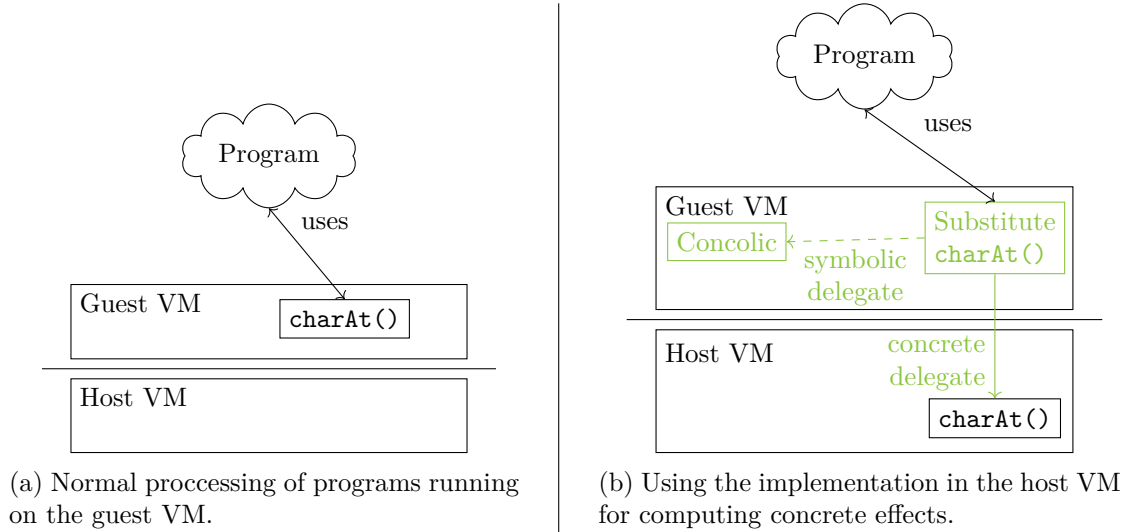 Program
uses
Guest VM
charAt()
Host VM
(a) Normal proccessing of programs running
on the guest VM.
Program
uses
Guest VM
Substitute
charAt()
Concolic
symbolic
delegate
Host VM
concrete
delegate
charAt()
(b) Using the implementation in the host VM
for computing concrete effects.